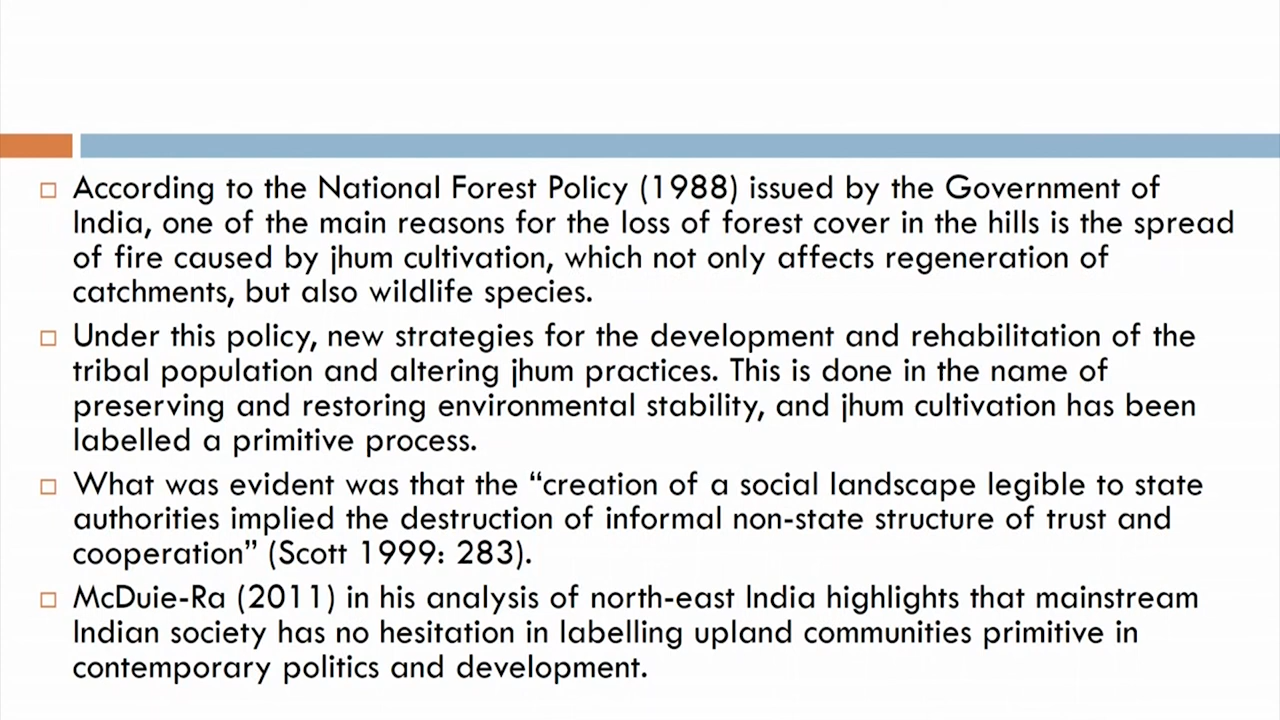 According to the National Forest Policy (1988) issued by the Government of
India, one of the main reasons for the loss of forest cover in the hills is the spread
of fire caused by jhum cultivation, which not only affects regeneration of
catchments, but also wildlife species.
Under this policy, new strategies for the development and rehabilitation of the
tribal population and altering jhum practices. This is done in the name of
preserving and restoring environmental stability, and jhum cultivation has been
labelled a primitive process.
What was evident was that the “creation of a social landscape legible to state
authorities implied the destruction of informal non-state structure of trust and
cooperation” (Scott 1999: 283).
McDuie-Ra (2011) in his analysis of north-east India highlights that mainstream
Indian society has no hesitation in labelling upland communities primitive in
contemporary politics and development.